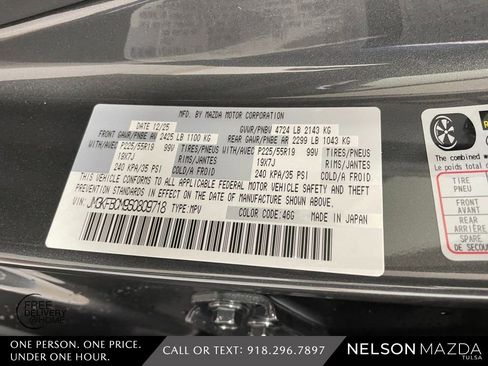 MFD. BY MAZDA MOTOR CORPORATION
DATE 12/25 GVWR/PNBV 4724 LB 2143 KG
FRONT GAWR/PNBE AV 2425 LB 1100 KG REAR GAWR/PNBE AR 2299 LB 1043 KG
WITH/AVEC P225/55R19 99V TIRES/PNEUS WITH/AVEC P225/55R19 99V TIRES/PNEUS
19X7J RIMS/JANTES 19X7J RIMS/JANTES
240 KPA/35 PSI COLD/A FROID 240 KPA/35 PSI COLD/A FROID
THIS VEHICLE CONFORMS TO ALL APPLICABLE FEDERAL MOTOR VEHICLE SAFETY AND
THEFT PREVENTION STANDARDS IN EFFECT ON THE DATE OF MANUFACTURE SHOWN ABOVE.
VIN: TYPE:MPV COLOR CODE:46G MADE IN JAPAN
The combined w
Le poids total
TIRE
PNEU
FRONT
AVANT
REAR
ARRIÈRE
SPARE
DE SECOU
FREE
DELIVERY
@HOME
ONE PERSON. ONE PRICE.
UNDER ONE HOUR.
CALL OR TEXT: 918.296.7897
NELSON MAZDA
TULSA